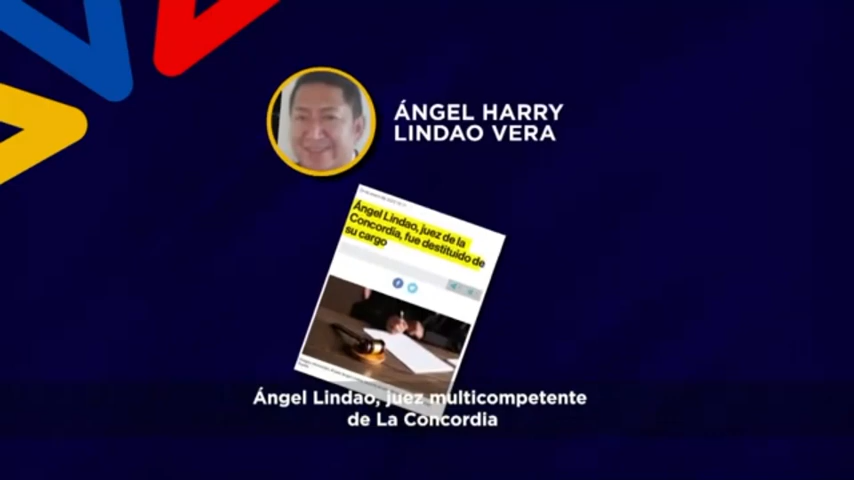 ÁNGEL HARRY
LINDAO VERA
Ángel Lindao, juez de la
Concordia, fue destituido de
su cargo
Ángel Lindao, juez multicompetente
de La Concordia